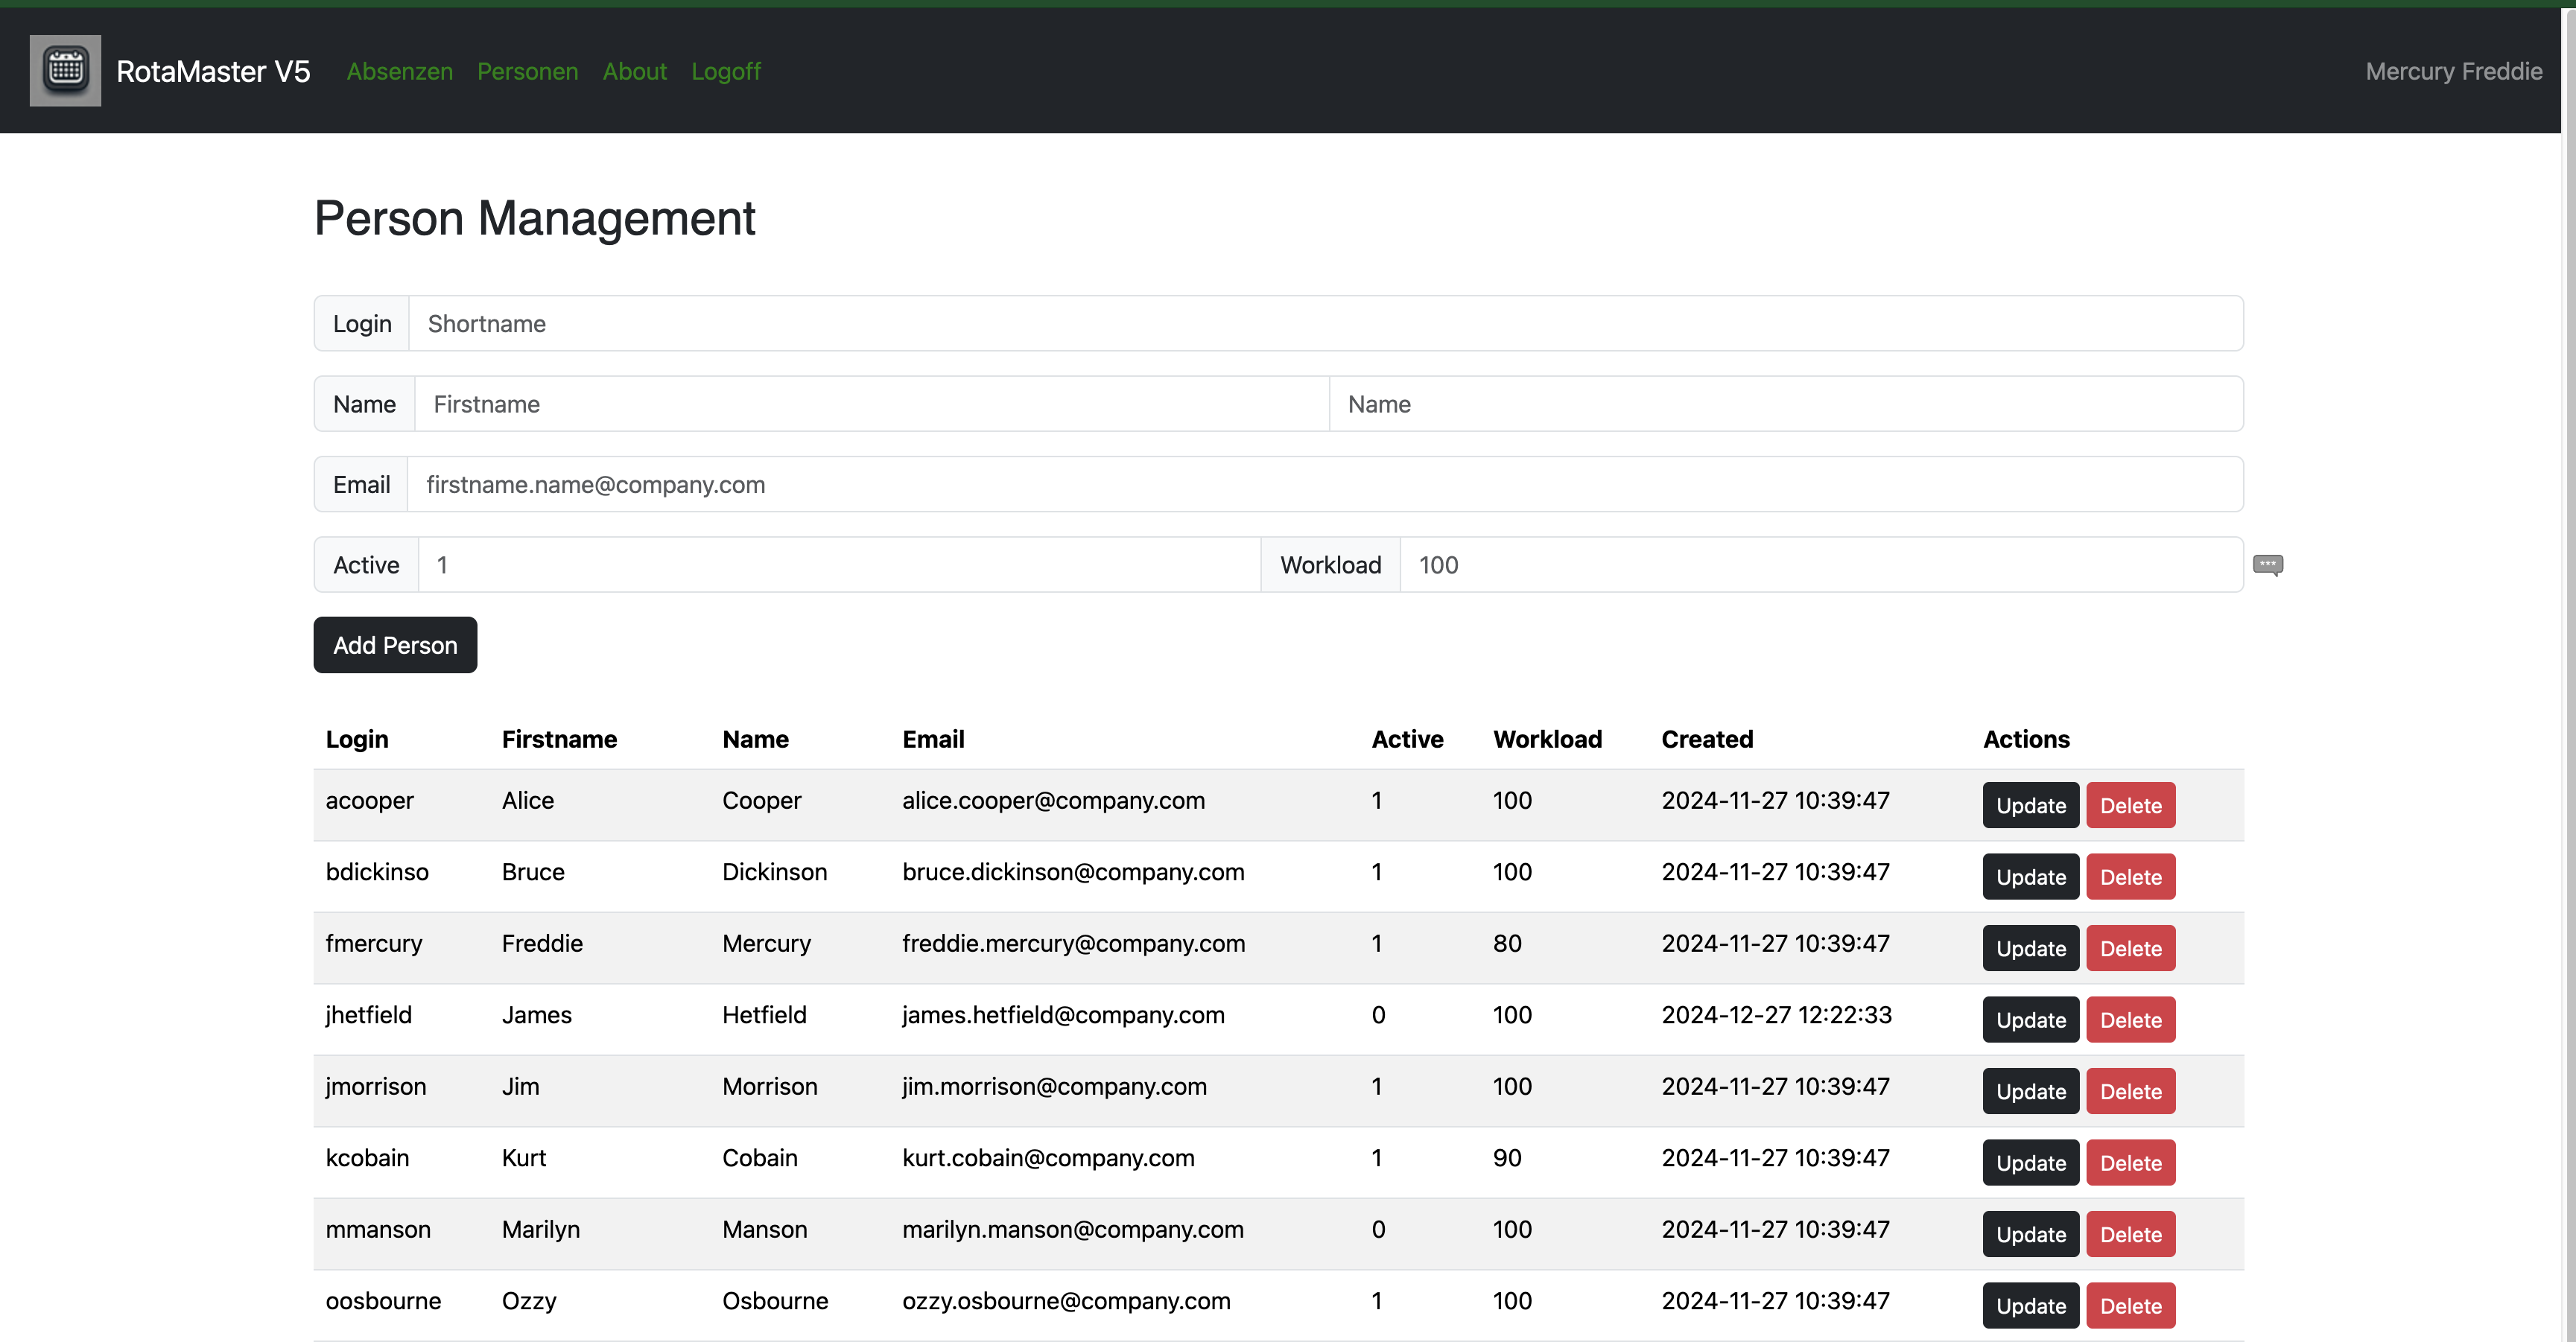 RotaMaster V5 Absenzen Personen About Logoff Mercury Freddie
Person Management
Login Shortname
Name Firstname Name
Email firstname.name@company.com
Active 1 Workload 100
Add Person
Login Firstname Name Email Active Workload Created Actions
acooper Alice Cooper alice.cooper@company.com 1 100 2024-11-27 10:39:47 Update Delete
bdickinso Bruce Dickinson bruce.dickinson@company.com 1 100 2024-11-27 10:39:47 Update Delete
fmercury Freddie Mercury freddie.mercury@company.com 1 80 2024-11-27 10:39:47 Update Delete
jhetfield James Hetfield james.hetfield@company.com 0 100 2024-12-27 12:22:33 Update Delete
jmorrison Jim Morrison jim.morrison@company.com 1 100 2024-11-27 10:39:47 Update Delete
kcobain Kurt Cobain kurt.cobain@company.com 1 90 2024-11-27 10:39:47 Update Delete
mmanson Marilyn Manson marilyn.manson@company.com 0 100 2024-11-27 10:39:47 Update Delete
oosbourne Ozzy Osbourne ozzy.osbourne@company.com 1 100 2024-11-27 10:39:47 Update Delete